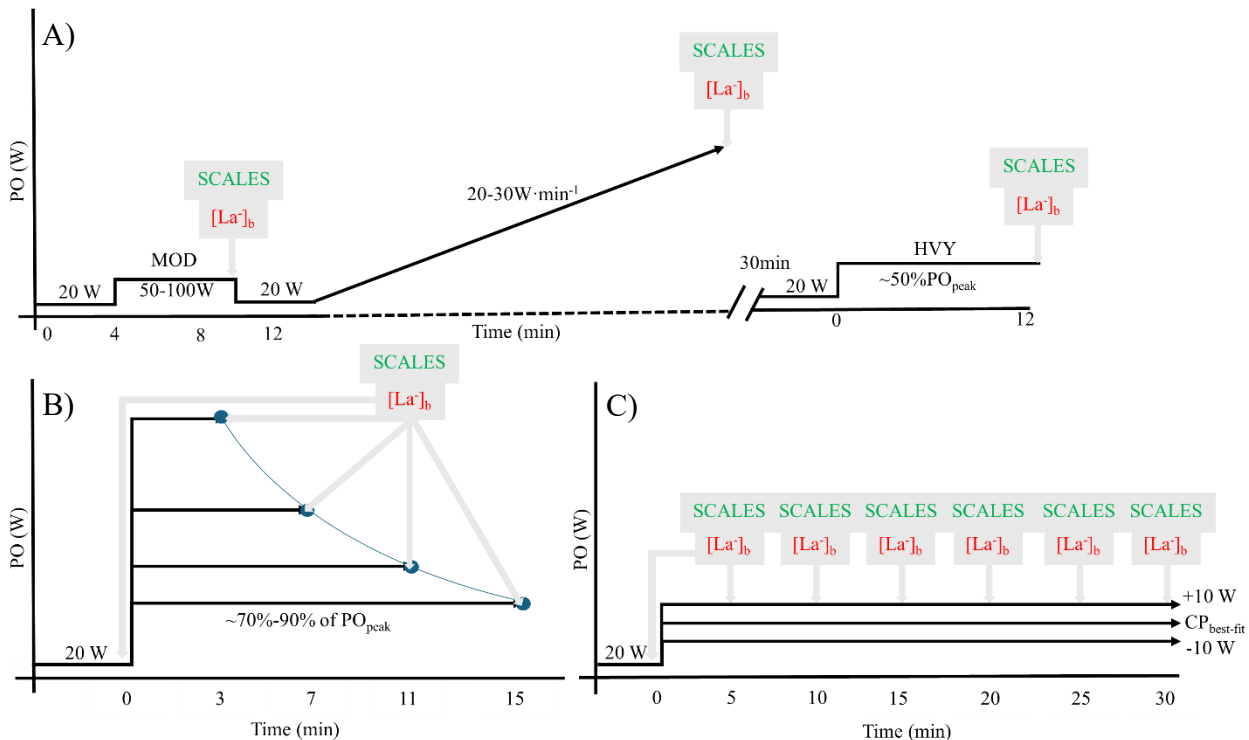 A)
PO (W)
SCALES
[La⁻]b
20-30W·min⁻¹
SCALES
[La⁻]b
SCALES
[La⁻]b
MOD
50-100W
20 W
20 W
30min
20 W
HVY
~50%POpeak
0 4 8 12
Time (min)
0 12
B)
PO (W)
SCALES
[La⁻]b
~70%-90% of POpeak
20 W
0 3 7 11 15
Time (min)
C)
PO (W)
SCALES SCALES SCALES SCALES SCALES SCALES
[La⁻]b [La⁻]b [La⁻]b [La⁻]b [La⁻]b [La⁻]b
+10 W
CPbest-fit
-10 W
20 W
0 5 10 15 20 25 30
Time (min)